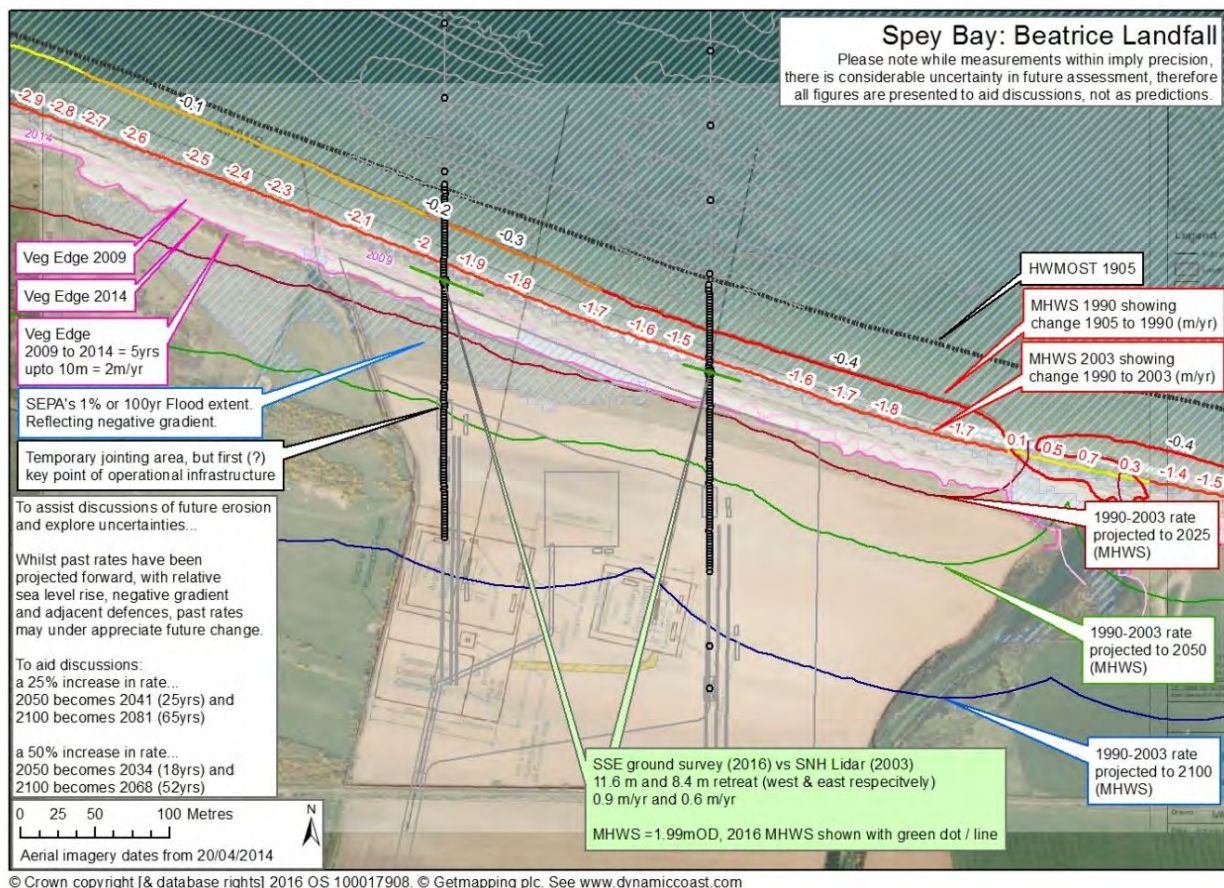 Spey Bay: Beatrice Landfall
Please note while measurements within imply precision,
there is considerable uncertainty in future assessment, therefore
all figures are presented to aid discussions, not as predictions.
-0.1
-2.9
-2.8
-2.7
-2.6
-2.5
-2.4
-2.3
-2.1
-2
-1.9
-1.8
-1.7
-1.6
-1.5
-1.6
-1.7
-1.8
-1.7
0.1
0.5
0.7
0.3
-1.4
-1.5
-0.2
-0.3
-0.4
-0.4
2014
2009
Legend
Veg Edge 2009
Veg Edge 2014
Veg Edge
2009 to 2014 = 5yrs
upto 10m = 2m/yr
SEPA's 1% or 100yr Flood extent.
Reflecting negative gradient.
Temporary jointing area, but first (?)
key point of operational infrastructure
HWMOST 1905
MHWS 1990 showing
change 1905 to 1990 (m/yr)
MHWS 2003 showing
change 1990 to 2003 (m/yr)
1990-2003 rate
projected to 2025
(MHWS)
1990-2003 rate
projected to 2050
(MHWS)
1990-2003 rate
projected to 2100
(MHWS)
To assist discussions of future erosion
and explore uncertainties...
Whilst past rates have been
projected forward, with relative
sea level rise, negative gradient
and adjacent defences, past rates
may under appreciate future change.
To aid discussions:
a 25% increase in rate...
2050 becomes 2041 (25yrs) and
2100 becomes 2081 (65yrs)
a 50% increase in rate...
2050 becomes 2034 (18yrs) and
2100 becomes 2068 (52yrs)
SSE ground survey (2016) vs SNH Lidar (2003)
11.6 m and 8.4 m retreat (west & east respecitvely)
0.9 m/yr and 0.6 m/yr
MHWS =1.99mOD, 2016 MHWS shown with green dot / line
0 25 50 100 Metres
N
Aerial imagery dates from 20/04/2014
© Crown copyright [& database rights] 2016 OS 100017908. © Getmapping plc. See www.dynamiccoast.com